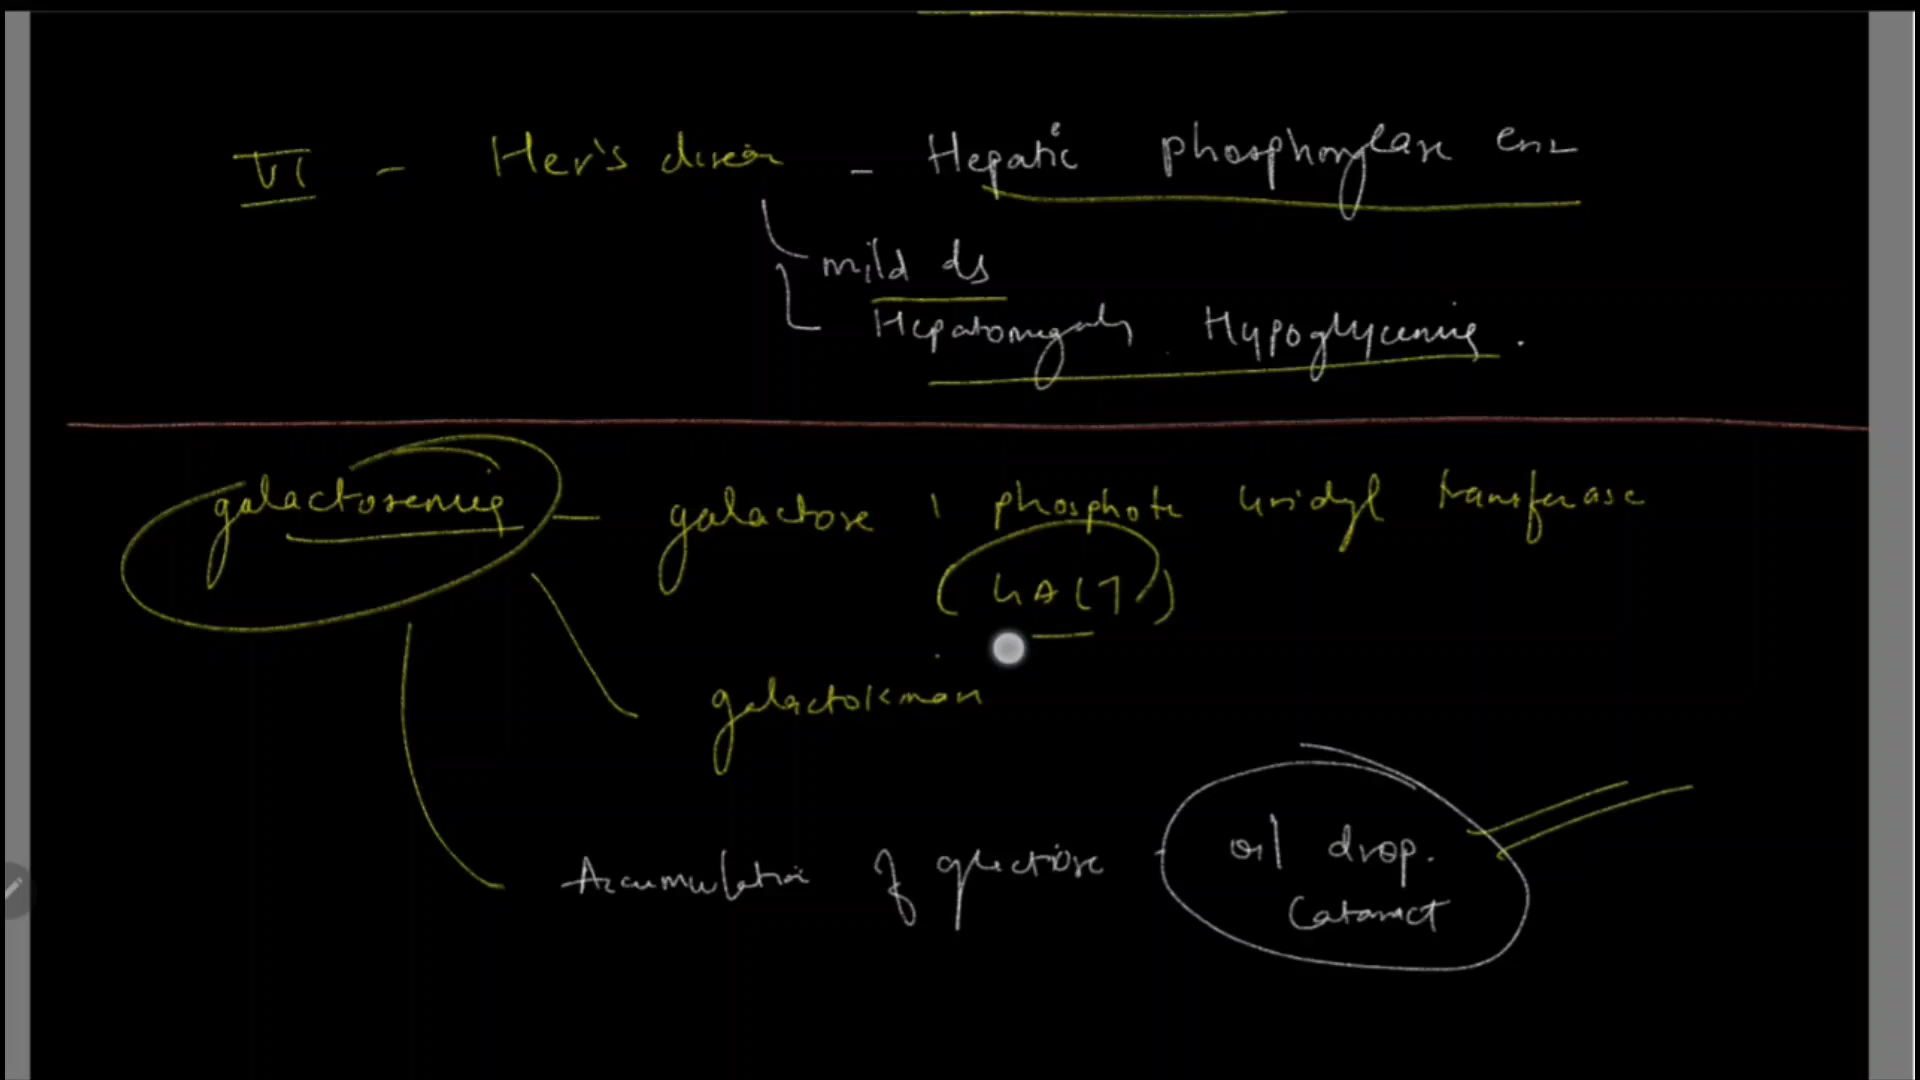 VI - Her's disease - Hepatic phosphorylase enz
mild ds
Hepatomegaly Hypoglycemia.
galactosemia - galactose 1 phosphate uridyl transferase
(GALT)
galactokinase
Accumulation of galactose - oil drop.
Cataract